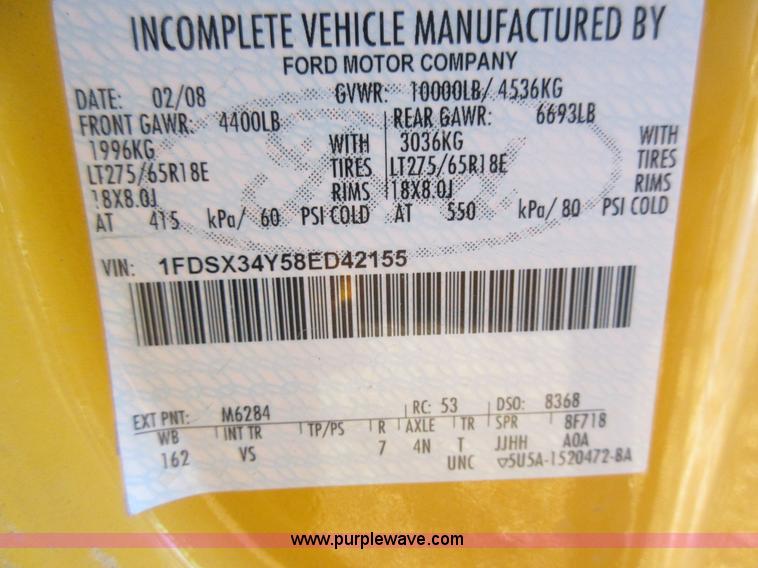 INCOMPLETE VEHICLE MANUFACTURED BY
FORD MOTOR COMPANY
DATE: 02/08 GVWR: 10000LB/ 4536KG
FRONT GAWR: 4400LB REAR GAWR: 6693LB
1996KG WITH 3036KG WITH
LT275/65R18E TIRES LT275/65R18E TIRES
18X8.0J RIMS 18X8.0J RIMS
AT 415 kPa/ 60 PSI COLD AT 550 kPa/ 80 PSI COLD
VIN: 1FDSX34Y58ED42155
EXT PNT: M6284 RC: 53 DSO: 8368
WB INT TR TP/PS R AXLE TR SPR 8F718
162 VS 7 4N T JJHH A0A
UNC ▽5U5A-1520472-BA
www.purplewave.com